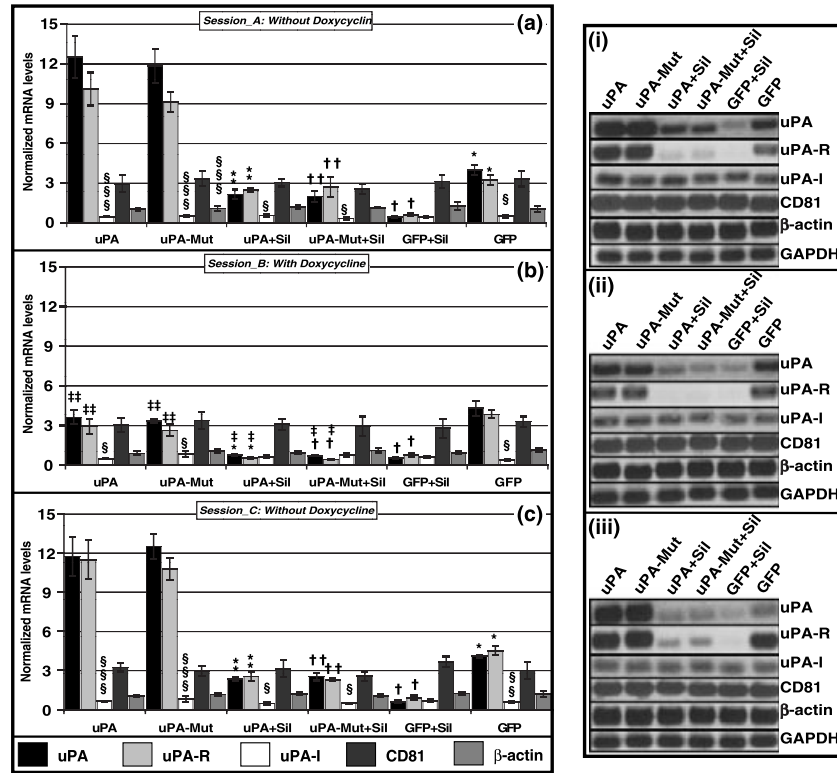 (a)
Session_A: Without Doxycyclin
Normalized mRNA levels
15
12
9
6
3
0
§§§
§§§
§§§
**
**
§
††
††
§
†
†
*
*
§
uPA uPA-Mut uPA+Sil uPA-Mut+Sil GFP+Sil GFP
(b)
Session_B: With Doxycycline
Normalized mRNA levels
15
12
9
6
3
0
‡‡
‡‡
§
‡‡
‡‡
§
‡*
‡*
‡†
‡†
†
†
§
uPA uPA-Mut uPA+Sil uPA-Mut+Sil GFP+Sil GFP
(c)
Session_C: Without Doxycycline
Normalized mRNA levels
15
12
9
6
3
0
§§§
§§§
**
**
§
††
††
§
†
†
*
*
§§§
uPA uPA-Mut uPA+Sil uPA-Mut+Sil GFP+Sil GFP
uPA uPA-R uPA-I CD81 β-actin
(i)
uPA uPA-Mut uPA+Sil uPA-Mut+Sil GFP+Sil GFP
uPA
uPA-R
uPA-I
CD81
β-actin
GAPDH
(ii)
uPA uPA-Mut uPA+Sil uPA-Mut+Sil GFP+Sil GFP
uPA
uPA-R
uPA-I
CD81
β-actin
GAPDH
(iii)
uPA uPA-Mut uPA+Sil uPA-Mut+Sil GFP+Sil GFP
uPA
uPA-R
uPA-I
CD81
β-actin
GAPDH